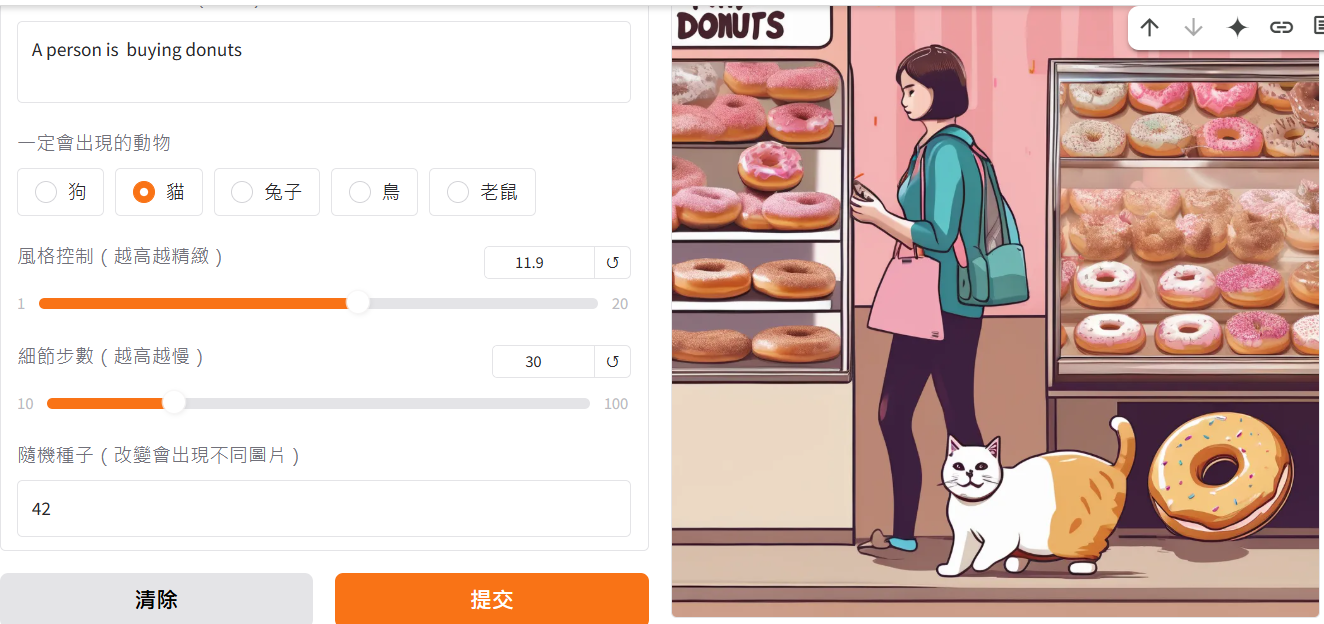 A person is  buying donuts
一定會出現的動物
狗
貓
兔子
鳥
老鼠
風格控制 ( 越高越精緻 )
11.9
1
20
細節步數 ( 越高越慢 )
30
10
100
隨機種子 ( 改變會出現不同圖片 )
42
清除
提交
DONUTS